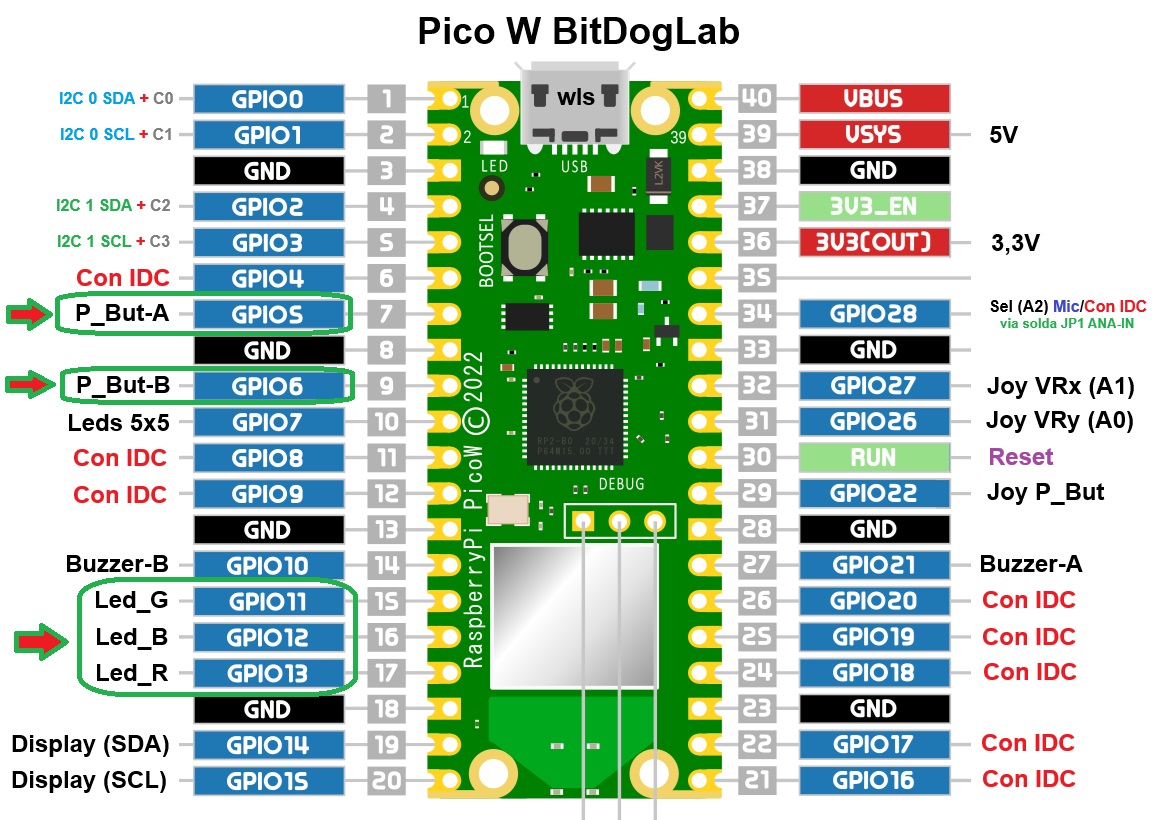 Pico W BitDogLab
wls
I2C 0 SDA + C0 GPIO0 1 1 40 VBUS
I2C 0 SCL + C1 GPIO1 2 2 39 39 VSYS 5V
LED USB
GND 3 38 GND
L2VK
I2C 1 SDA + C2 GPIO2 4 37 3V3_EN
I2C 1 SCL + C3 GPIO3 5 36 3V3(OUT) 3,3V
BOOTSEL
Con IDC GPIO4 6 35
P_But-A GPIO5 7 34 GPIO28 Sel (A2) Mic/Con IDC
via solda JP1 ANA-IN
GND 8 33 GND
P_But-B GPIO6 9 32 GPIO27 Joy VRx (A1)
Leds 5x5 GPIO7 10 31 GPIO26 Joy VRy (A0)
RP2-B0 20/34
P64M15.00 TTT
Con IDC GPIO8 11 30 RUN Reset
DEBUG
Con IDC GPIO9 12 29 GPIO22 Joy P_But
GND 13 28 GND
RaspberryPi PicoW © 2022
Buzzer-B GPIO10 14 27 GPIO21 Buzzer-A
Led_G GPIO11 15 26 GPIO20 Con IDC
Led_B GPIO12 16 25 GPIO19 Con IDC
Led_R GPIO13 17 24 GPIO18 Con IDC
GND 18 23 GND
Display (SDA) GPIO14 19 22 GPIO17 Con IDC
Display (SCL) GPIO15 20 21 GPIO16 Con IDC